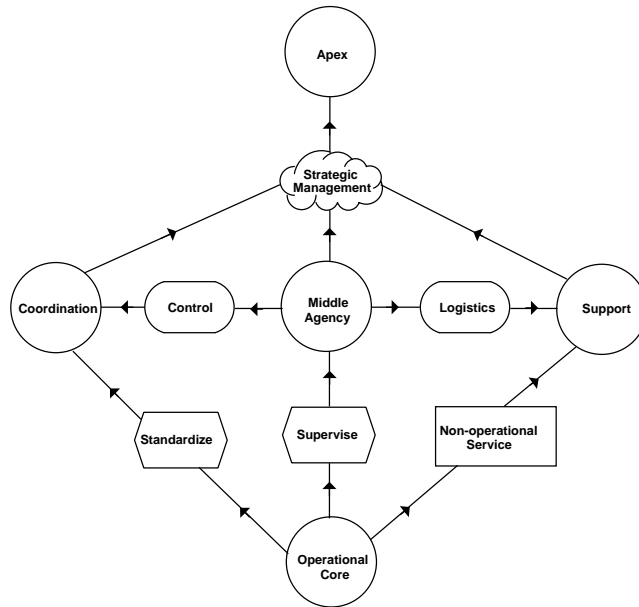 Apex
Strategic
Management
Coordination
Control
Middle
Agency
Logistics
Support
Standardize
Supervise
Non-operational
Service
Operational
Core